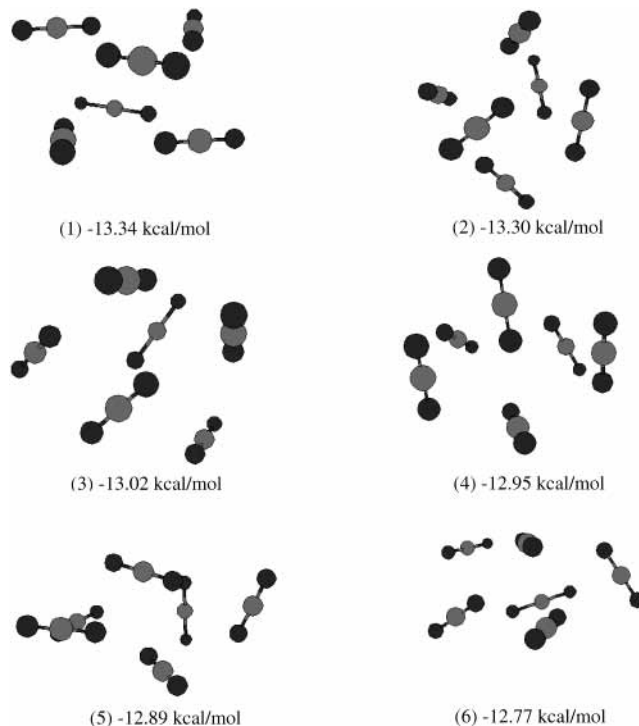 (1) -13.34 kcal/mol
(2) -13.30 kcal/mol
(3) -13.02 kcal/mol
(4) -12.95 kcal/mol
(5) -12.89 kcal/mol
(6) -12.77 kcal/mol